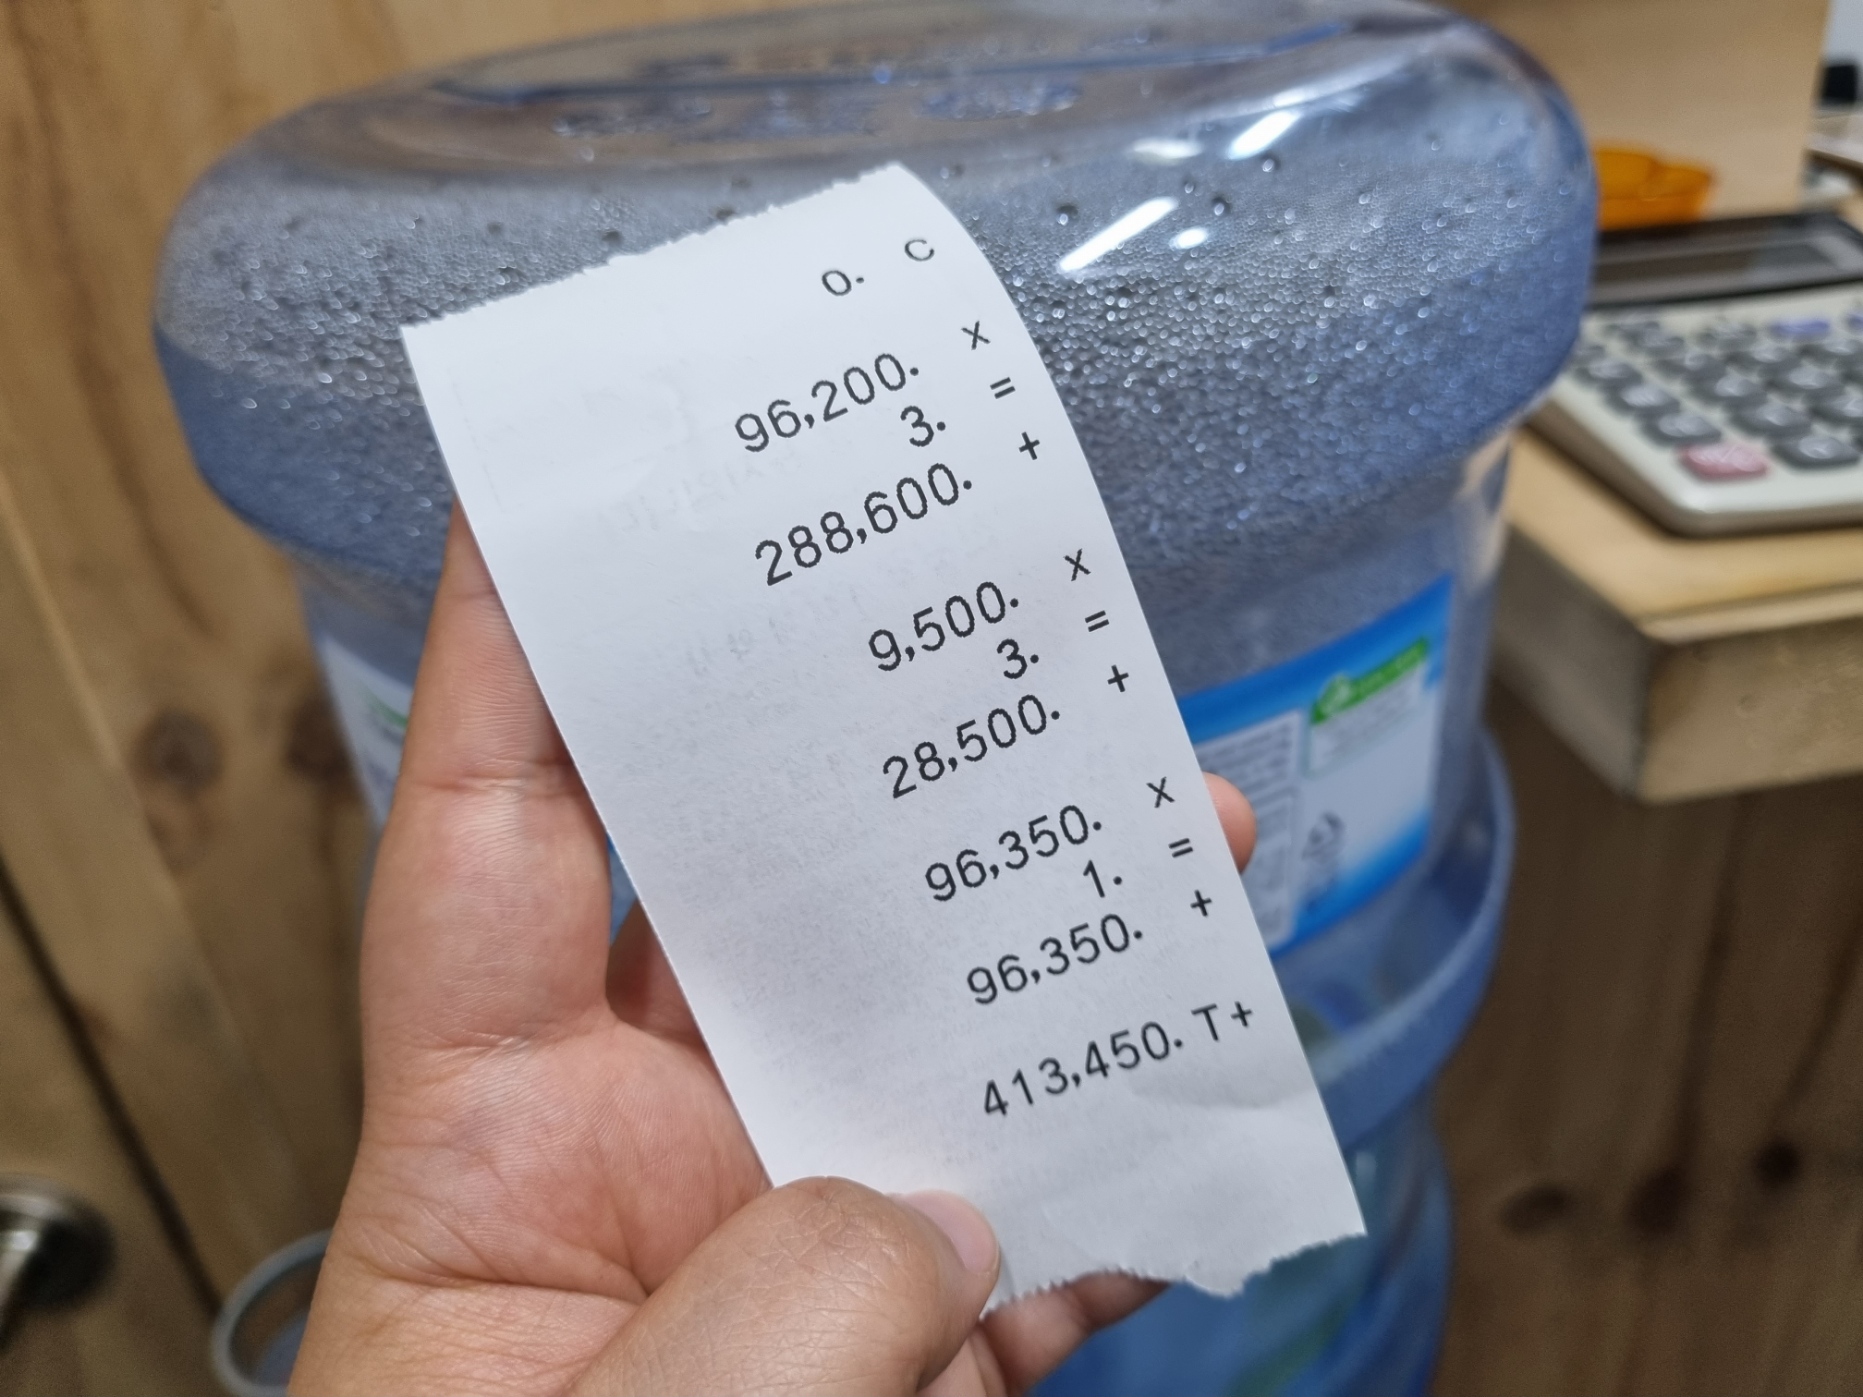 0. C
96,200. x
3. =
288,600. +
9,500. x
3. =
28,500. +
96,350. x
1. =
96,350. +
413,450. T+